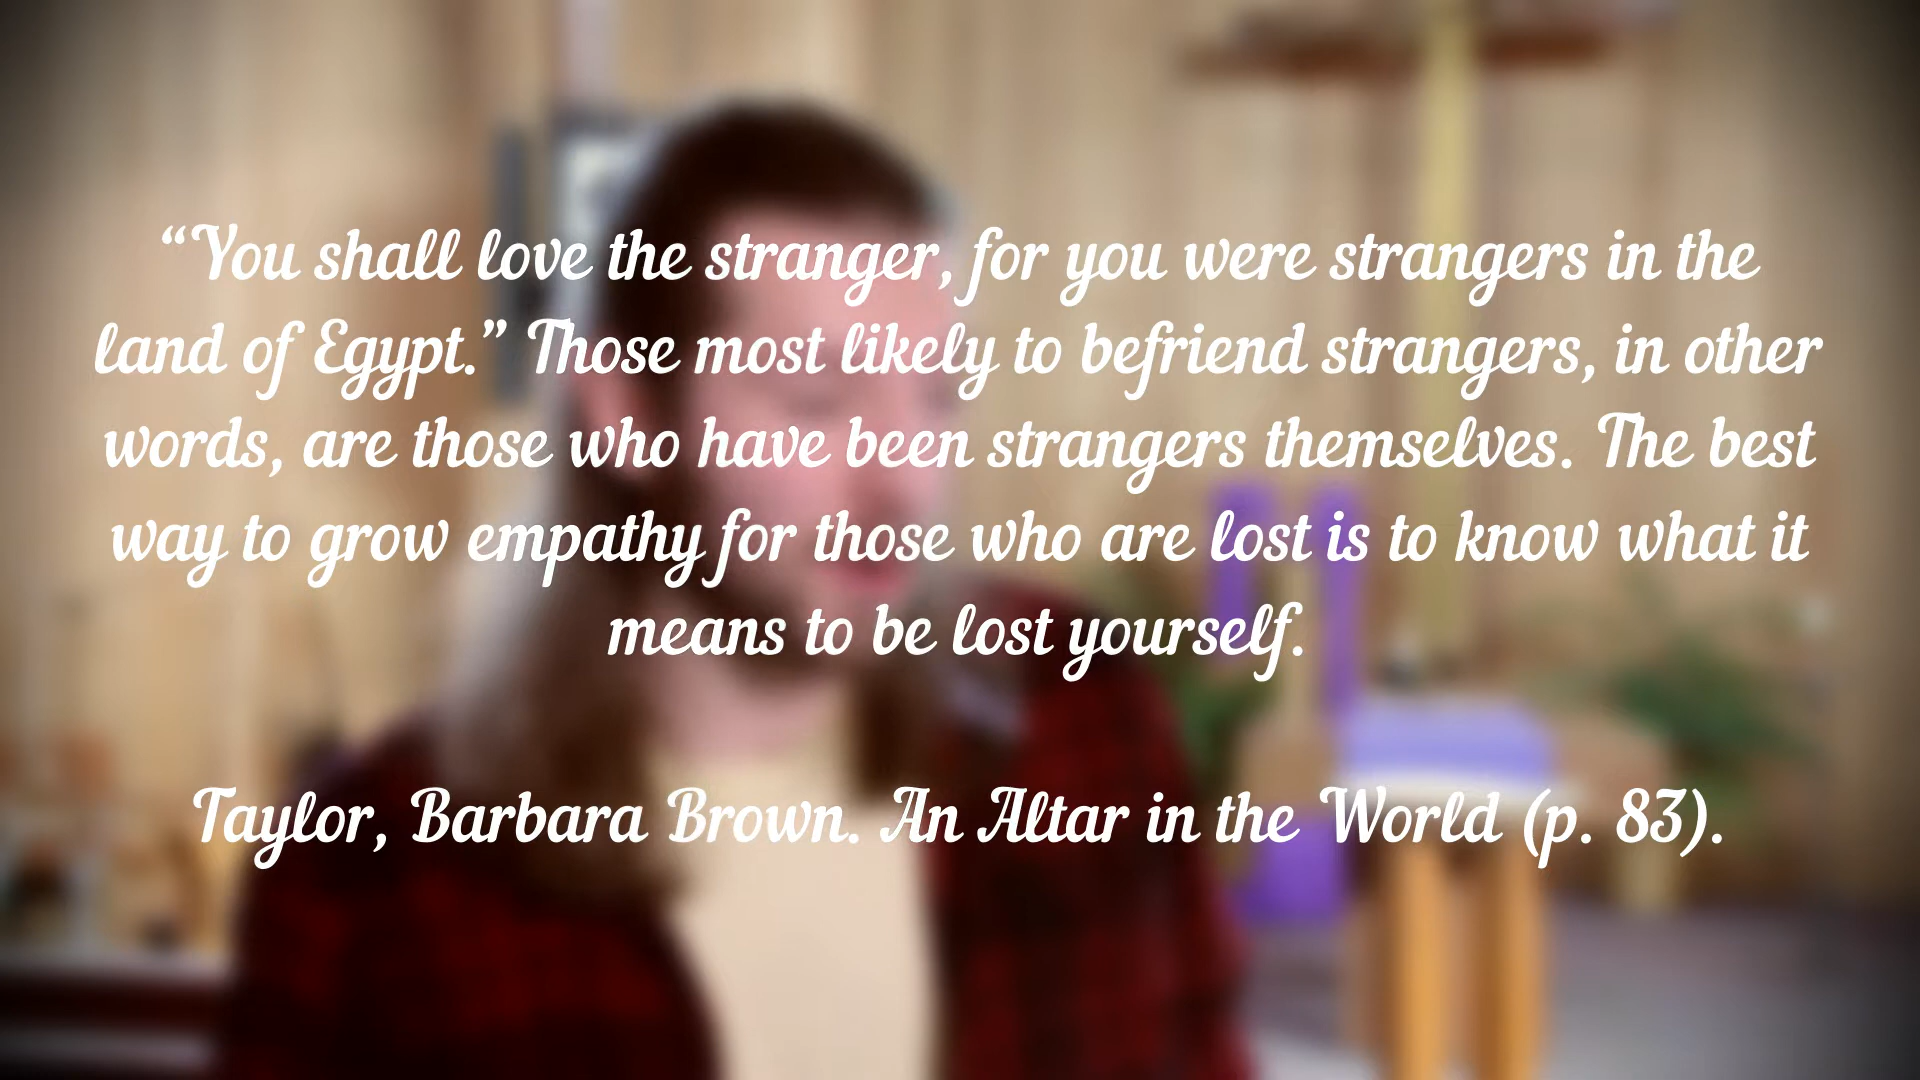 “You shall love the stranger, for you were strangers in the
land of Egypt.” Those most likely to befriend strangers, in other
words, are those who have been strangers themselves. The best
way to grow empathy for those who are lost is to know what it
means to be lost yourself.
Taylor, Barbara Brown. An Altar in the World (p. 83).